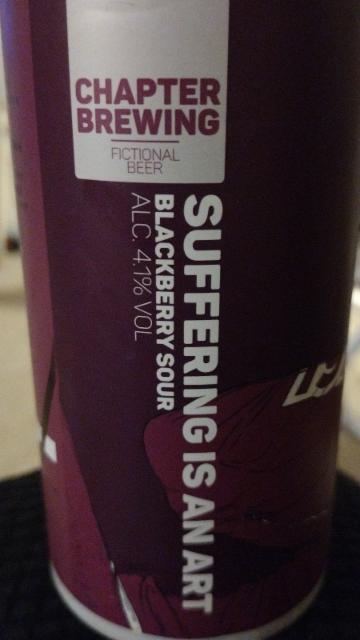 CHAPTER
BREWING
FICTIONAL
BEER
SUFFERING IS AN ART
BLACKBERRY SOUR
ALC. 4.1% VOL